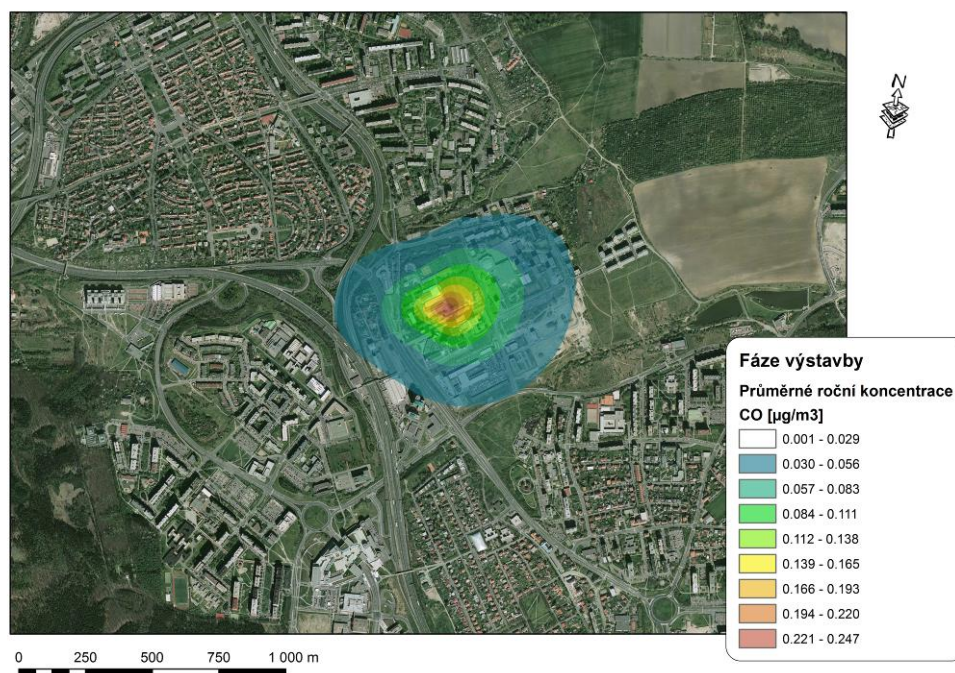 N
Fáze výstavby
Průměrné roční koncentrace
CO [µg/m3]
0.001 - 0.029
0.030 - 0.056
0.057 - 0.083
0.084 - 0.111
0.112 - 0.138
0.139 - 0.165
0.166 - 0.193
0.194 - 0.220
0.221 - 0.247
0 250 500 750 1 000 m